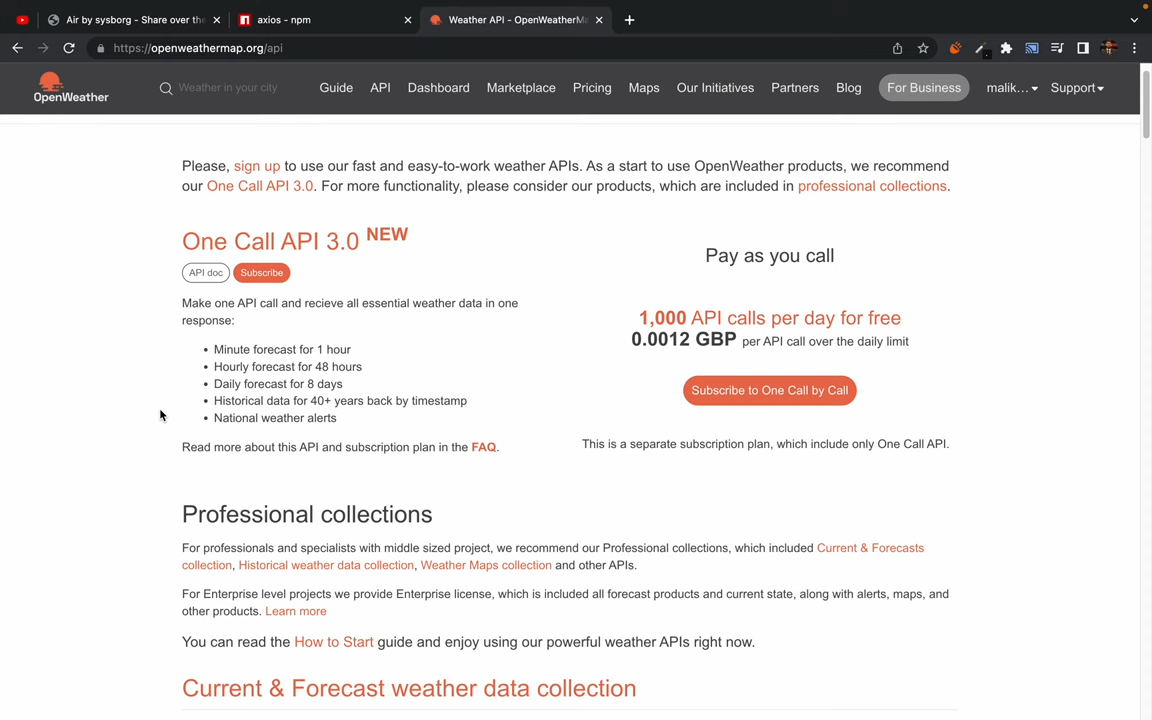 Air by sysborg - Share over the
axios - npm
Weather API - OpenWeatherMa
https://openweathermap.org/api
OpenWeather
Weather in your city
Guide
API
Dashboard
Marketplace
Pricing
Maps
Our Initiatives
Partners
Blog
For Business
malik...
Support
Please, sign up to use our fast and easy-to-work weather APIs. As a start to use OpenWeather products, we recommend
our One Call API 3.0. For more functionality, please consider our products, which are included in professional collections.
One Call API 3.0 NEW
API doc
Subscribe
Make one API call and recieve all essential weather data in one
response:
• Minute forecast for 1 hour
• Hourly forecast for 48 hours
• Daily forecast for 8 days
• Historical data for 40+ years back by timestamp
• National weather alerts
Read more about this API and subscription plan in the FAQ.
Pay as you call
1,000 API calls per day for free
0.0012 GBP per API call over the daily limit
Subscribe to One Call by Call
This is a separate subscription plan, which include only One Call API.
Professional collections
For professionals and specialists with middle sized project, we recommend our Professional collections, which included Current & Forecasts
collection, Historical weather data collection, Weather Maps collection and other APIs.
For Enterprise level projects we provide Enterprise license, which is included all forecast products and current state, along with alerts, maps, and
other products. Learn more
You can read the How to Start guide and enjoy using our powerful weather APIs right now.
Current & Forecast weather data collection